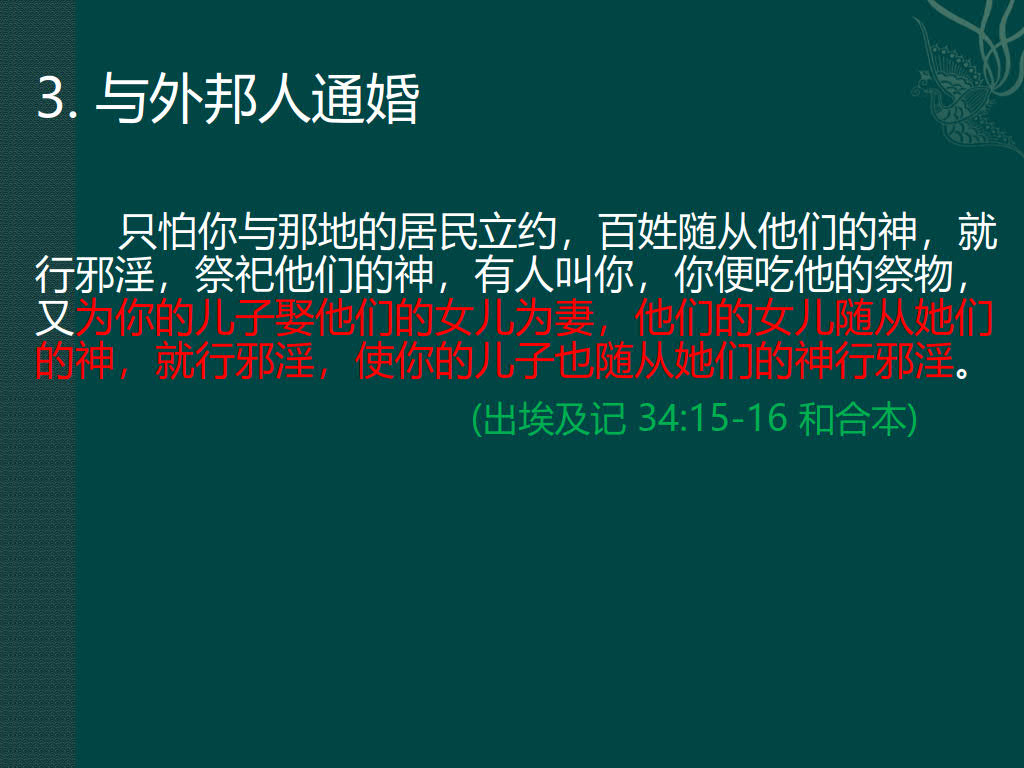 3. 与外邦人通婚
只怕你与那地的居民立约，百姓随从他们的神，就
行邪淫，祭祀他们的神，有人叫你，你便吃他的祭物，
又为你的儿子娶他们的女儿为妻，他们的女儿随从她们
的神，就行邪淫，使你的儿子也随从她们的神行邪淫。
(出埃及记 34:15-16 和合本)